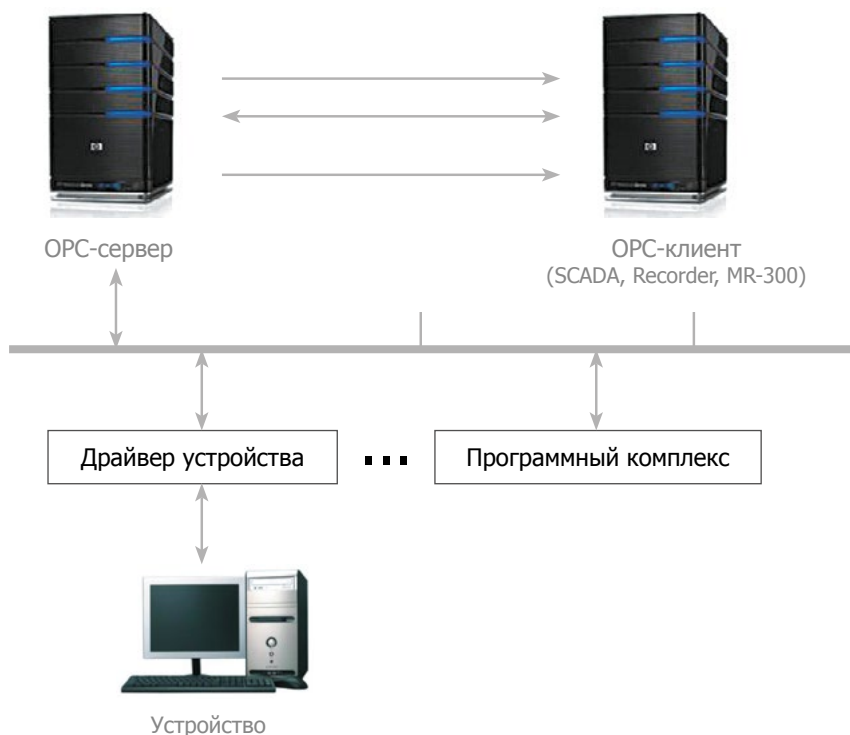 OPC-сервер
OPC-клиент
(SCADA, Recorder, MR-300)
Драйвер устройства
Программный комплекс
Устройство